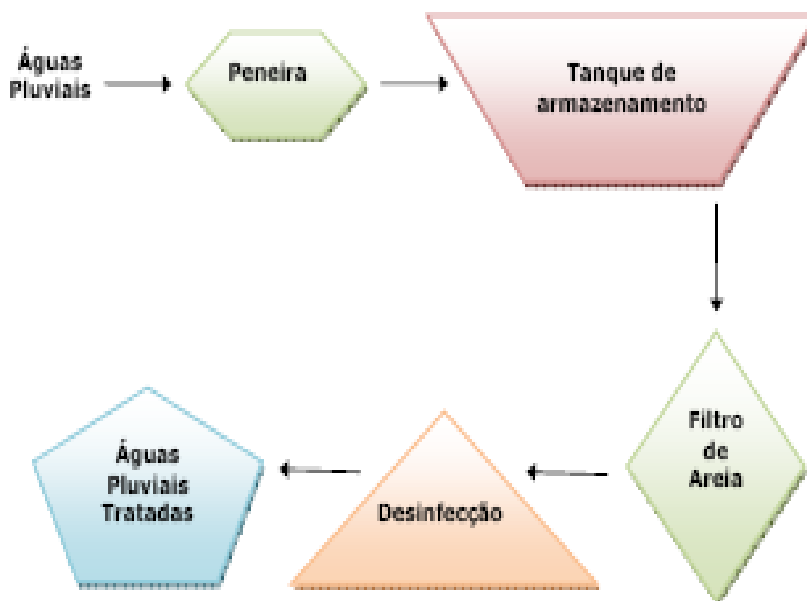 Águas
Pluviais
Peneira
Tanque de
armazenamento
Filtro
de
Areia
Desinfecção
Águas
Pluviais
Tratadas